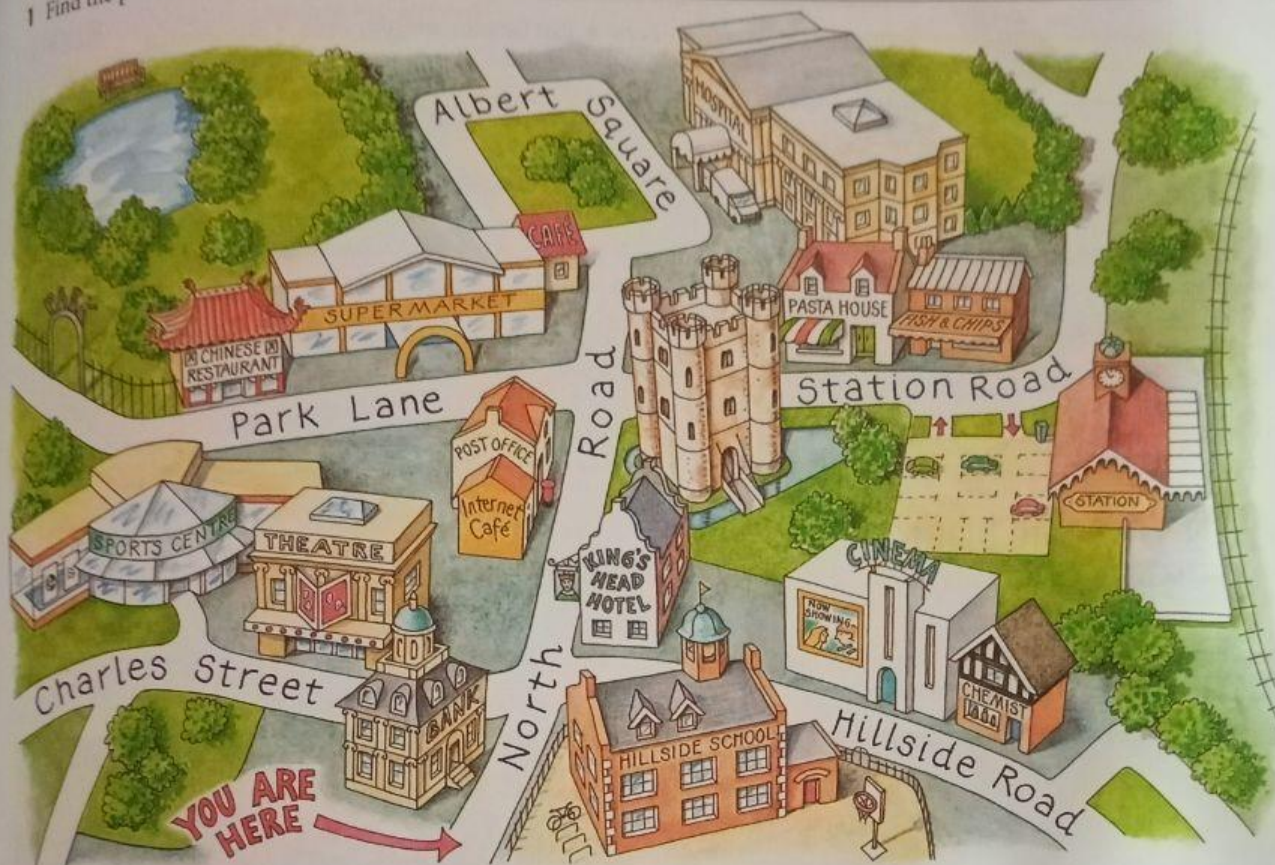 1 Find the p
Albert
Square
HOSPITAL
CAFÉ
SUPERMARKET
CHINESE
RESTAURANT
PASTA HOUSE
FISH & CHIPS
Park Lane
Road
Station Road
POST OFFICE
Internet
Café
STATION
SPORTS CENTRE
THEATRE
KING'S
HEAD
HOTEL
CINEMA
NOW
SHOWING
Charles Street
BANK
North
CHEMIST
HILLSIDE SCHOOL
Hillside Road
YOU ARE
HERE